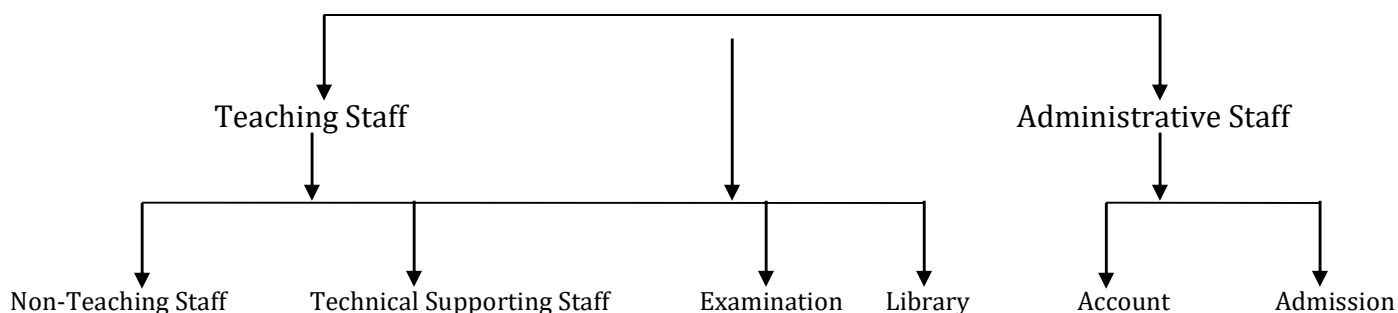 Teaching Staff Administrative Staff
Non-Teaching Staff Technical Supporting Staff Examination Library Account Admission